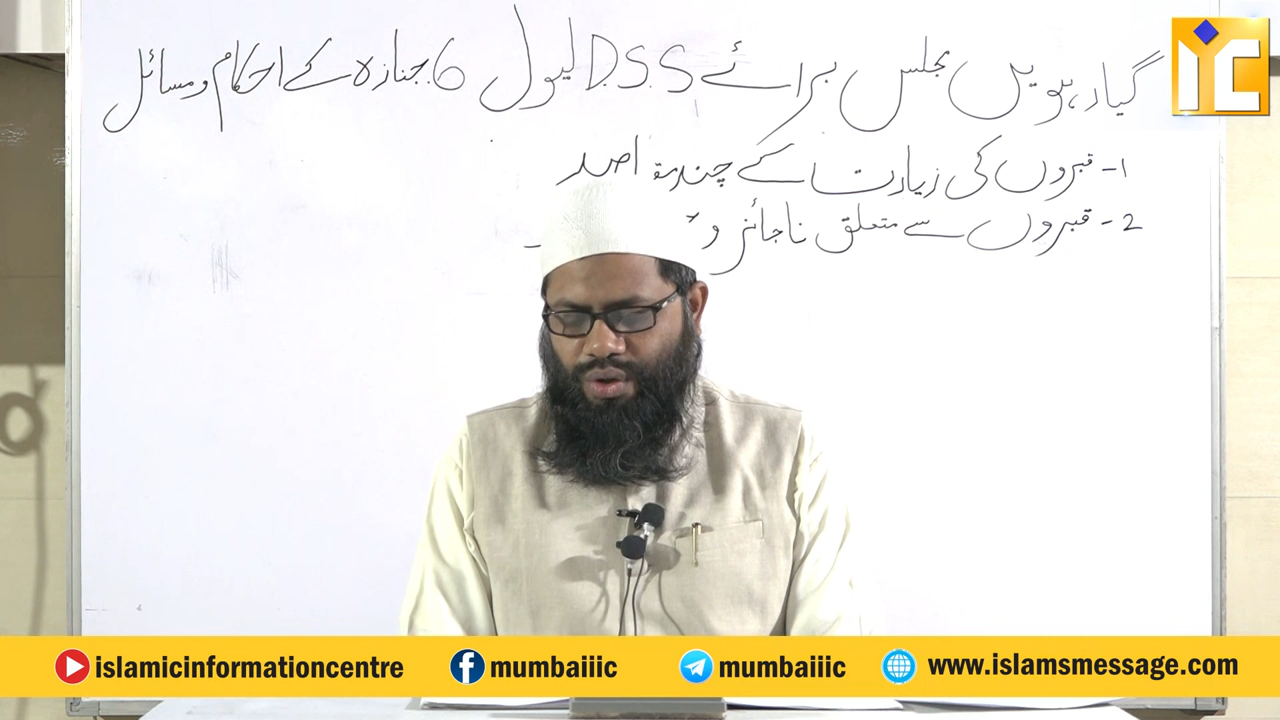 گیارہویں مجلس برائے D.S.S لیول 6 جنازہ کے احکام و مسائل
1- قبروں کی زیارت کے چند مقاصد
2- قبروں سے متعلق ناجائز و
IIC
islamicinformationcentre
mumbaiiic
mumbaiiic
www.islamsmessage.com